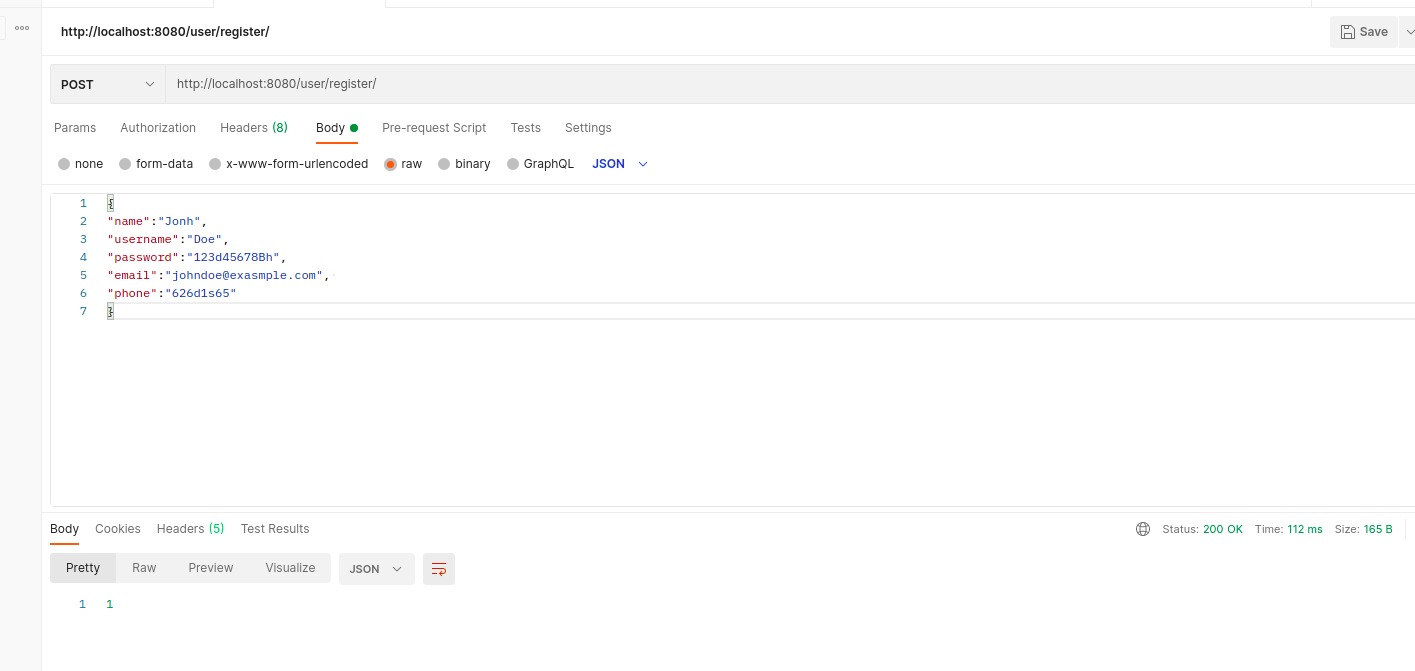 http://localhost:8080/user/register/
Save
POST
http://localhost:8080/user/register/
Params Authorization Headers (8) Body Pre-request Script Tests Settings
none form-data x-www-form-urlencoded raw binary GraphQL JSON
1 {
2 "name":"Jonh",
3 "username":"Doe",
4 "password":"123d45678Bh",
5 "email":"johndoe@exasmple.com",
6 "phone":"626d1s65"
7 }
Body Cookies Headers (5) Test Results Status: 200 OK Time: 112 ms Size: 165 B
Pretty Raw Preview Visualize JSON
1 1